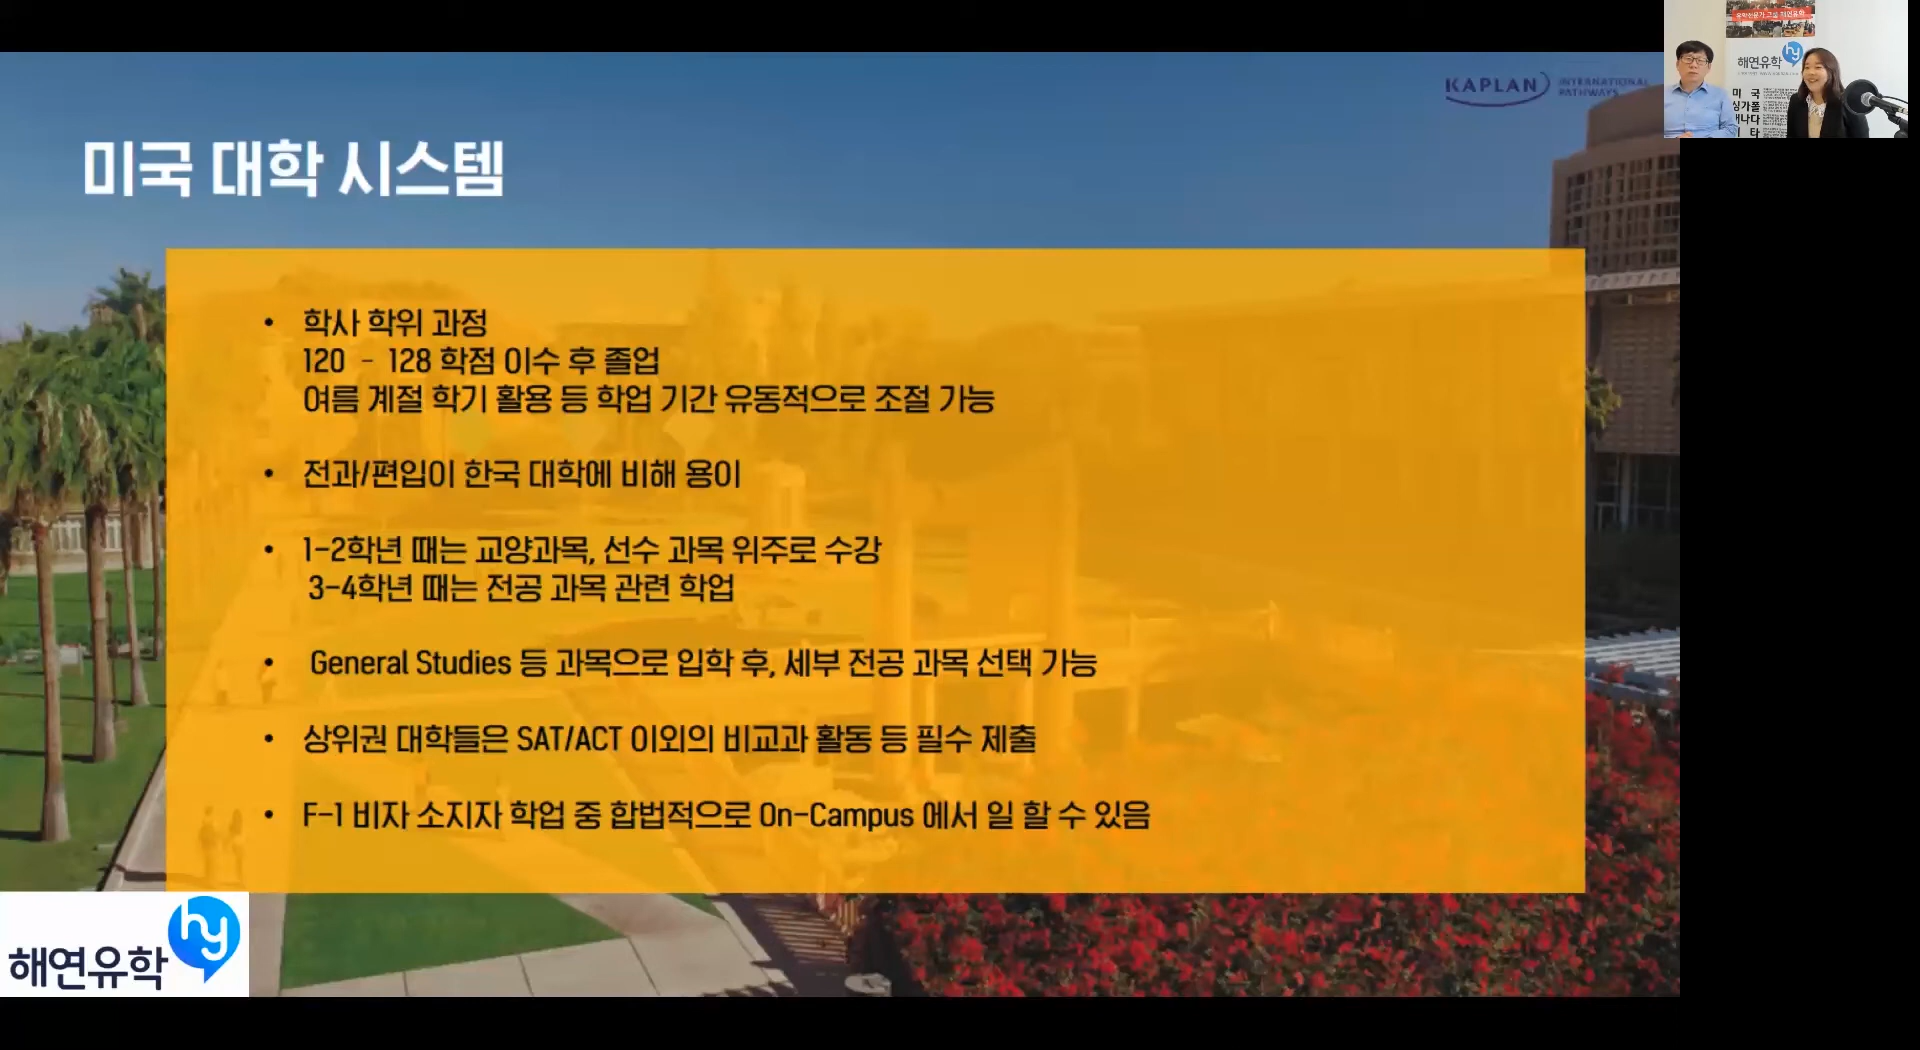 KAPLAN INTERNATIONAL
PATHWAYS
미국 대학 시스템
• 학사 학위 과정
120 - 128 학점 이수 후 졸업
여름 계절 학기 활용 등 학업 기간 유동적으로 조절 가능
• 전과/편입이 한국 대학에 비해 용이
• 1-2학년 때는 교양과목, 선수 과목 위주로 수강
3-4학년 때는 전공 과목 관련 학업
• General Studies 등 과목으로 입학 후, 세부 전공 과목 선택 가능
• 상위권 대학들은 SAT/ACT 이외의 비교과 활동 등 필수 제출
• F-1 비자 소지자 학업 중 합법적으로 On-Campus 에서 일 할 수 있음
해연유학 hy
해연유학 hy
미 국
싱가폴